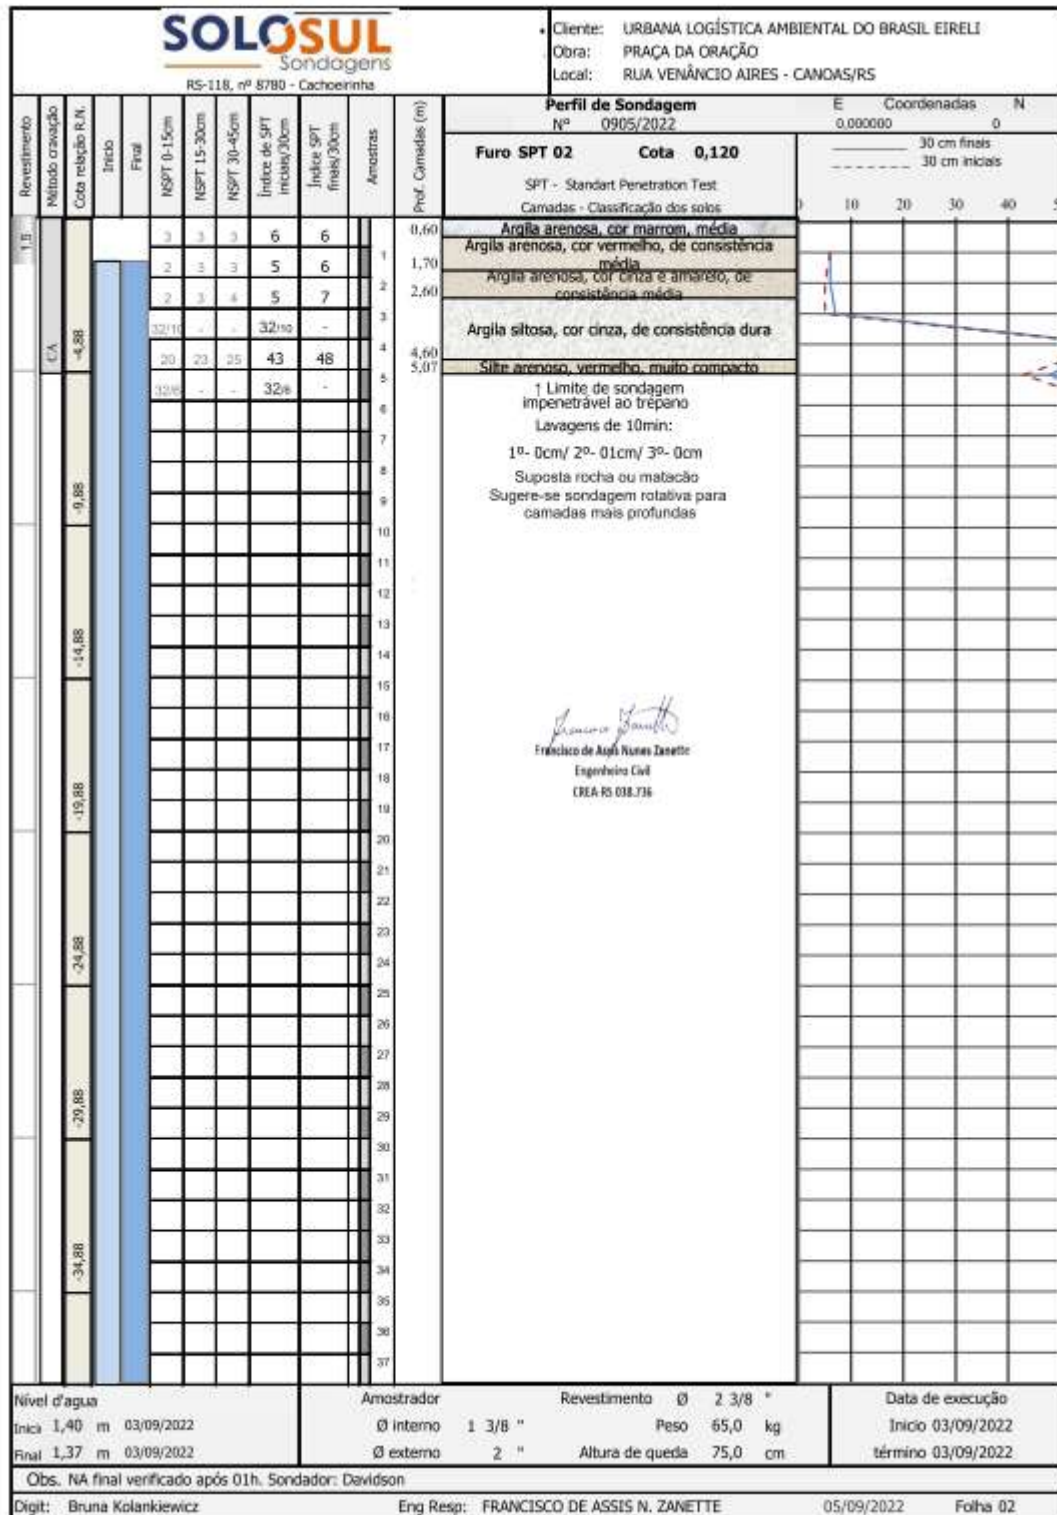 SOLOSUL
Sondagens
RS-118, nº 8780 - Cachoeirinha
Cliente: URBANA LOGÍSTICA AMBIENTAL DO BRASIL EIRELI
Obra: PRAÇA DA ORAÇÃO
Local: RUA VENÂNCIO AIRES - CANOAS/RS
Revestimento
Método cravação
Cota relação R.N.
Início
Final
NSPT 0-15cm
NSPT 15-30cm
NSPT 30-45cm
Índice de SPT iniciais/30cm
Índice SPT finais/30cm
Amostras
Prof. Camadas (m)
Perfil de Sondagem
Nº 0905/2022
Furo SPT 02 Cota 0,120
SPT - Standart Penetration Test
Camadas - Classificação dos solos
E Coordenadas N
0,000000 0
30 cm finais
30 cm iniciais
0 10 20 30 40 5
1,5
CA
3 3 3 6 6
2 3 3 5 6
2 3 4 5 7
32/10 - - 32/10 -
20 23 25 43 48
32/6 - - 32/6 -
0,60
1,70
2,60
4,60
5,07
Argila arenosa, cor marrom, média
Argila arenosa, cor vermelho, de consistência
média
Argila arenosa, cor cinza e amarelo, de
consistência média
Argila siltosa, cor cinza, de consistência dura
Silte arenoso, vermelho, muito compacto
↑ Limite de sondagem
impenetrável ao trépano
Lavagens de 10min:
1º- 0cm/ 2º- 01cm/ 3º- 0cm
Suposta rocha ou matacão
Sugere-se sondagem rotativa para
camadas mais profundas
-4,88
-9,88
-14,88
-19,88
-24,88
-29,88
-34,88
1
2
3
4
5
6
7
8
9
10
11
12
13
14
15
16
17
18
19
20
21
22
23
24
25
26
27
28
29
30
31
32
33
34
35
36
37
Francisco de Assis Nunes Zanette
Engenheiro Civil
CREA-RS 038.736
Nível d'agua Amostrador Revestimento Ø 2 3/8 " Data de execução
Inica 1,40 m 03/09/2022 Ø interno 1 3/8 " Peso 65,0 kg Inicio 03/09/2022
Final 1,37 m 03/09/2022 Ø externo 2 " Altura de queda 75,0 cm término 03/09/2022
Obs. NA final verificado após 01h. Sondador: Davidson
Digit: Bruna Kolankiewicz Eng Resp: FRANCISCO DE ASSIS N. ZANETTE 05/09/2022 Folha 02